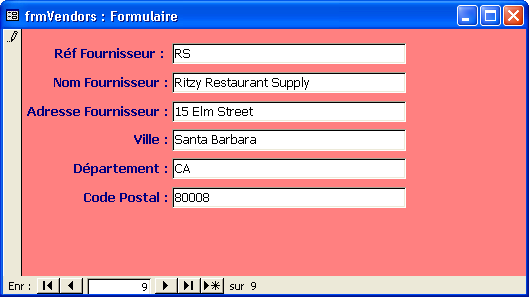 frmVendors : Formulaire
Réf Fournisseur : RS
Nom Fournisseur : Ritzy Restaurant Supply
Adresse Fournisseur : 15 Elm Street
Ville : Santa Barbara
Département : CA
Code Postal : 80008
Enr : 9 sur 9